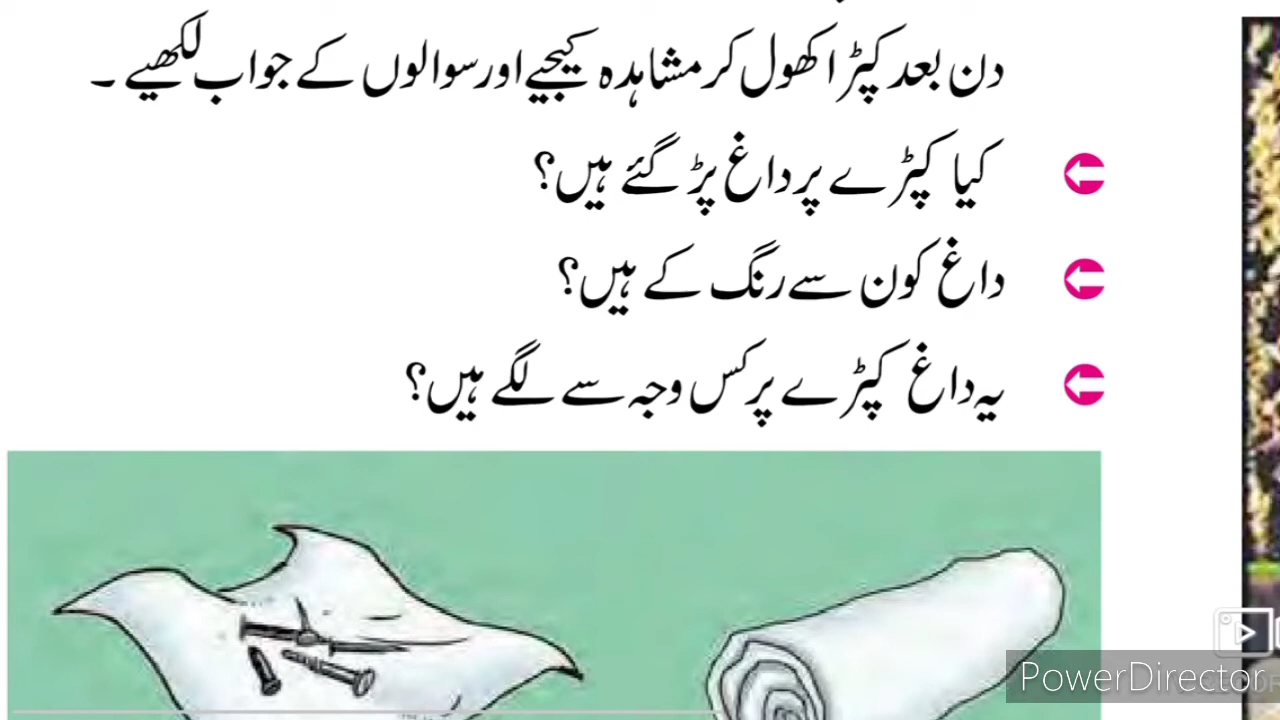 دن بعد کپڑا کھول کر مشاہدہ کیجیے اور سوالوں کے جواب لکھیے ۔
کیا کپڑے پر داغ پڑ گئے ہیں؟
داغ کون سے رنگ کے ہیں؟
یہ داغ کپڑے پر کس وجہ سے لگے ہیں؟
PowerDirector